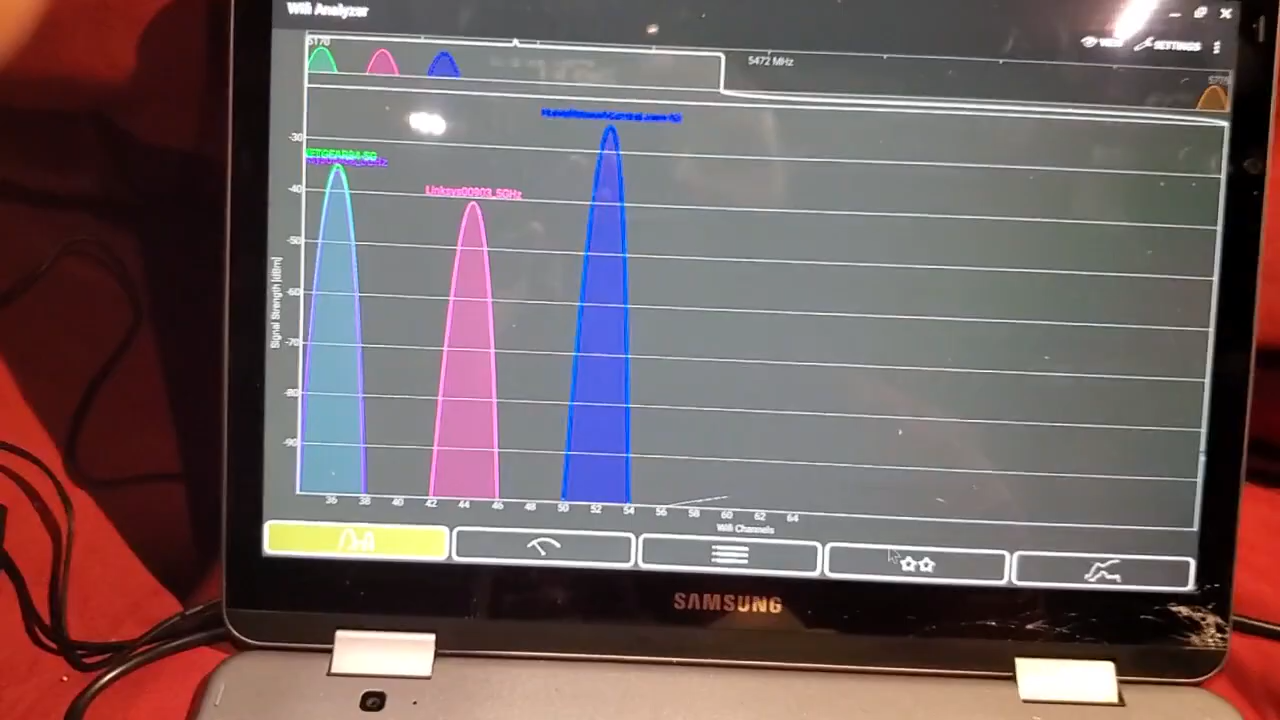 Wifi Analyzer
VIEW SETTINGS
5170 5472 MHz
Linksys00903_5GHz
-30
-40
-50
-60
-70
-80
-90
Signal Strength [dBm]
36 38 40 42 44 46 48 50 52 54 56 58 60 62 64
Wifi Channels
SAMSUNG